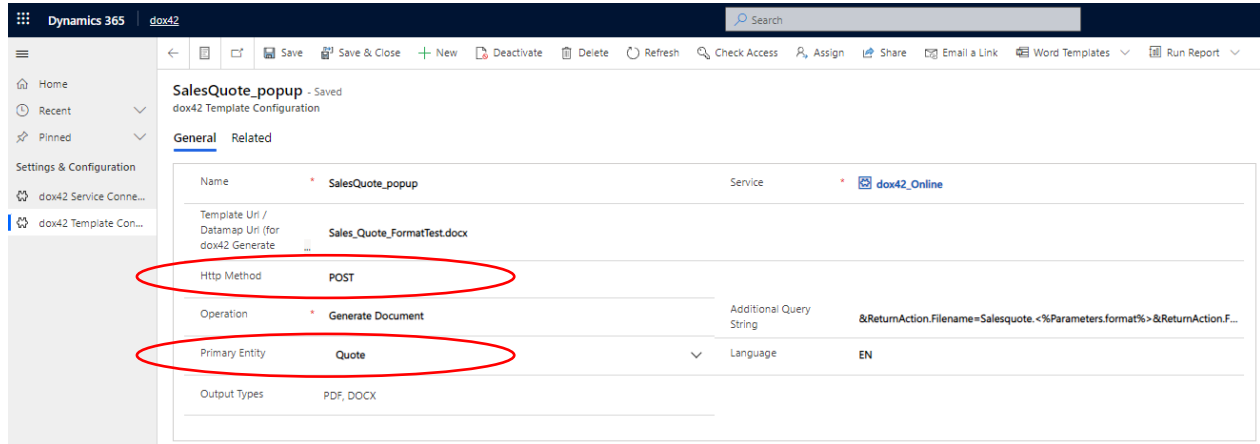 Dynamics 365 dox42 Search
Save Save & Close New Deactivate Delete Refresh Check Access Assign Share Email a Link Word Templates Run Report
Home
Recent
Pinned
Settings & Configuration
dox42 Service Conne...
dox42 Template Con...
SalesQuote_popup - Saved
dox42 Template Configuration
General Related
Name * SalesQuote_popup
Service * dox42_Online
Template Url /
Datamap Url (for
dox42 Generate ...
Sales_Quote_FormatTest.docx
Http Method POST
Operation * Generate Document
Additional Query
String
&ReturnAction.Filename=Salesquote.<%Parameters.format%>&ReturnAction.F...
Primary Entity Quote
Language EN
Output Types PDF, DOCX